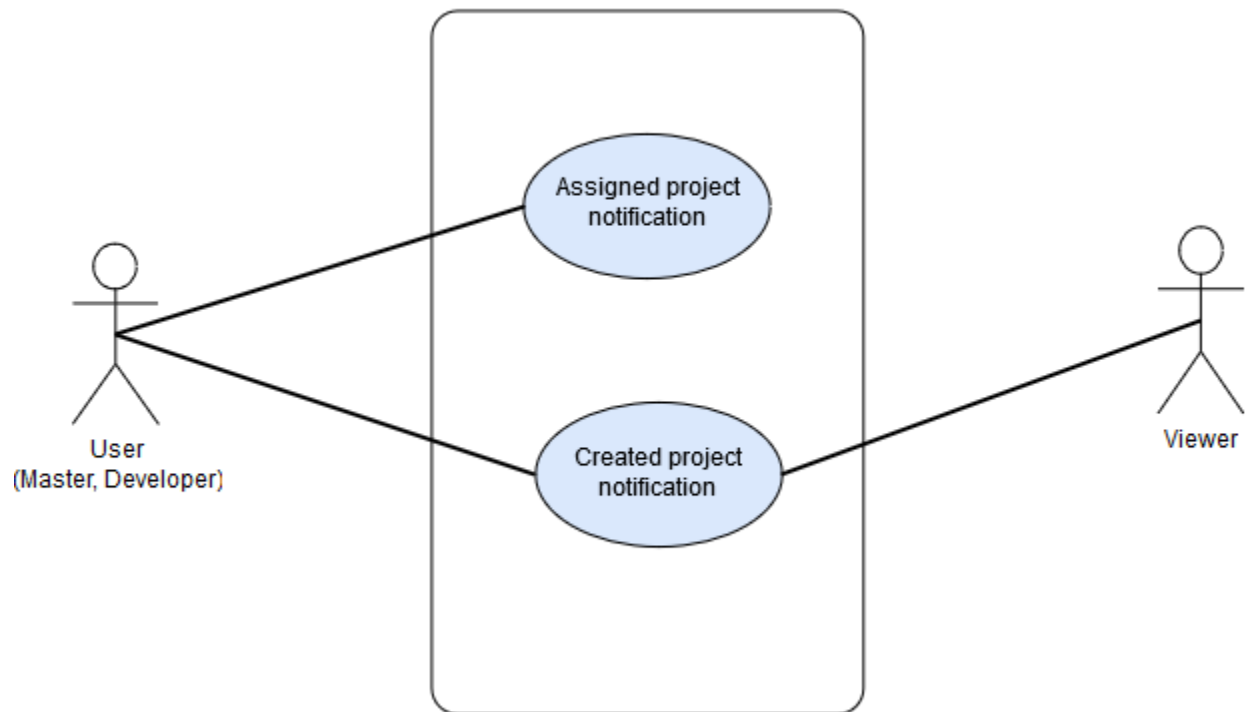 Assigned project
notification
User
(Master, Developer)
Created project
notification
Viewer